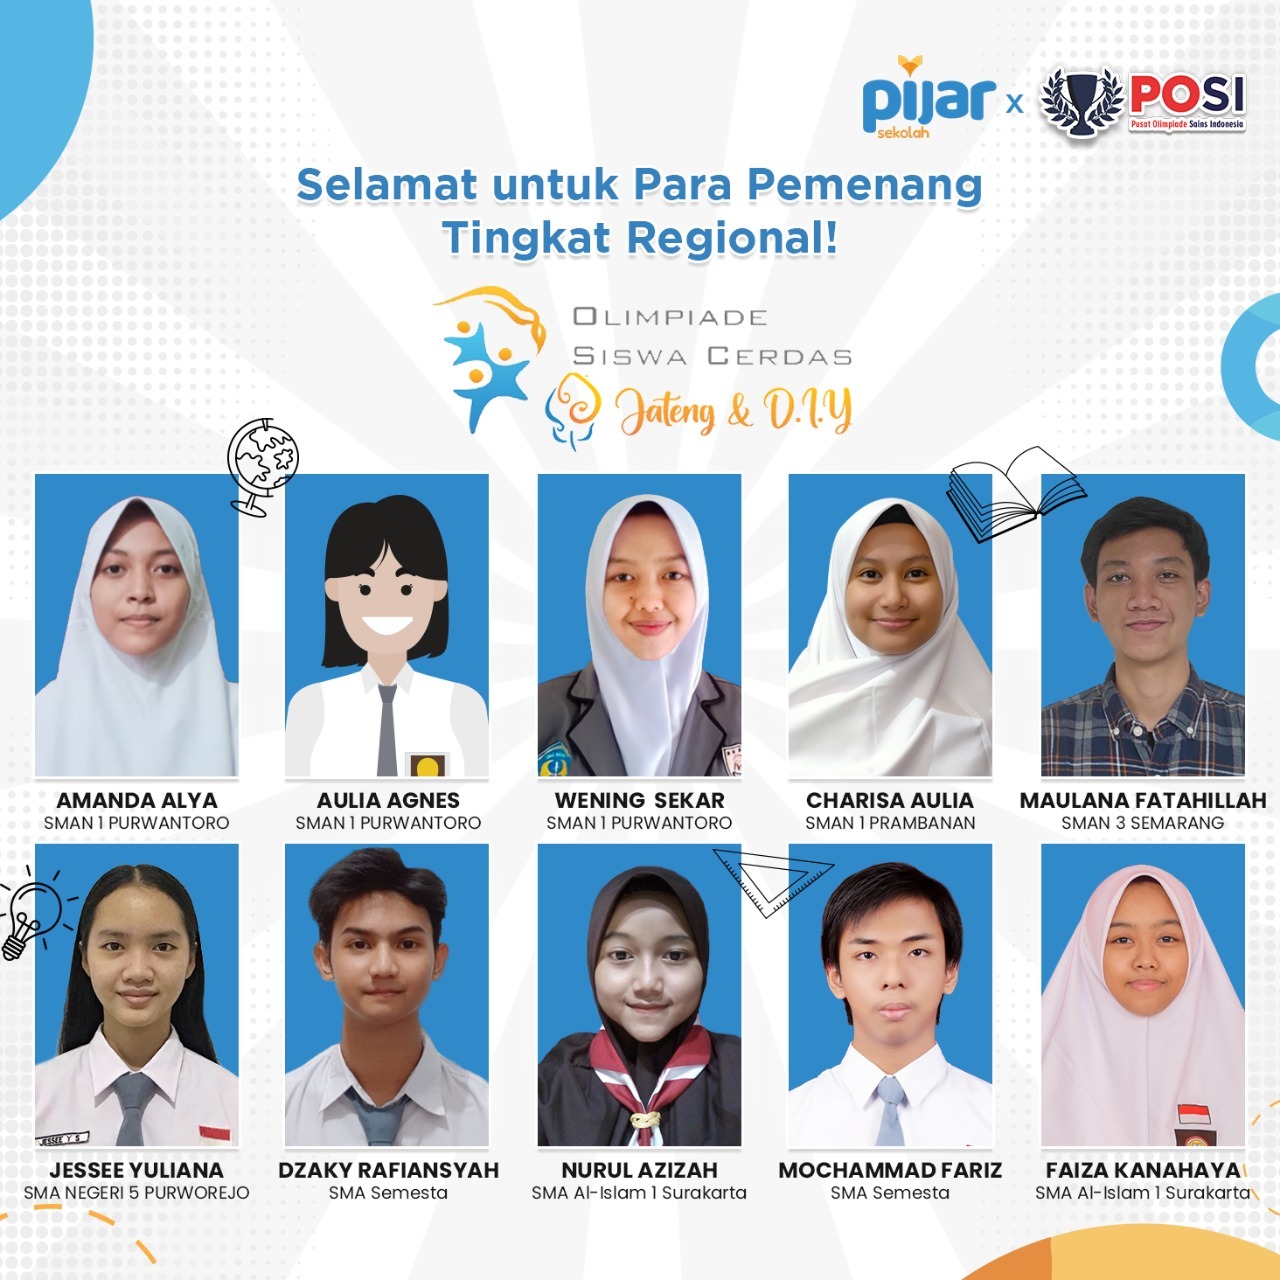 pijar
sekolah
x
POSI
Pusat Olimpiade Sains Indonesia
Selamat untuk Para Pemenang
Tingkat Regional!
OLIMPIADE
SISWA CERDAS
Jateng & D.I.Y
AMANDA ALYA
SMAN 1 PURWANTORO
AULIA AGNES
SMAN 1 PURWANTORO
WENING SEKAR
SMAN 1 PURWANTORO
CHARISA AULIA
SMAN 1 PRAMBANAN
MAULANA FATAHILLAH
SMAN 3 SEMARANG
JESSEE Y S
JESSEE YULIANA
SMA NEGERI 5 PURWOREJO
DZAKY RAFIANSYAH
SMA Semesta
NURUL AZIZAH
SMA Al-Islam 1 Surakarta
MOCHAMMAD FARIZ
SMA Semesta
FAIZA KANAHAYA
SMA Al-Islam 1 Surakarta